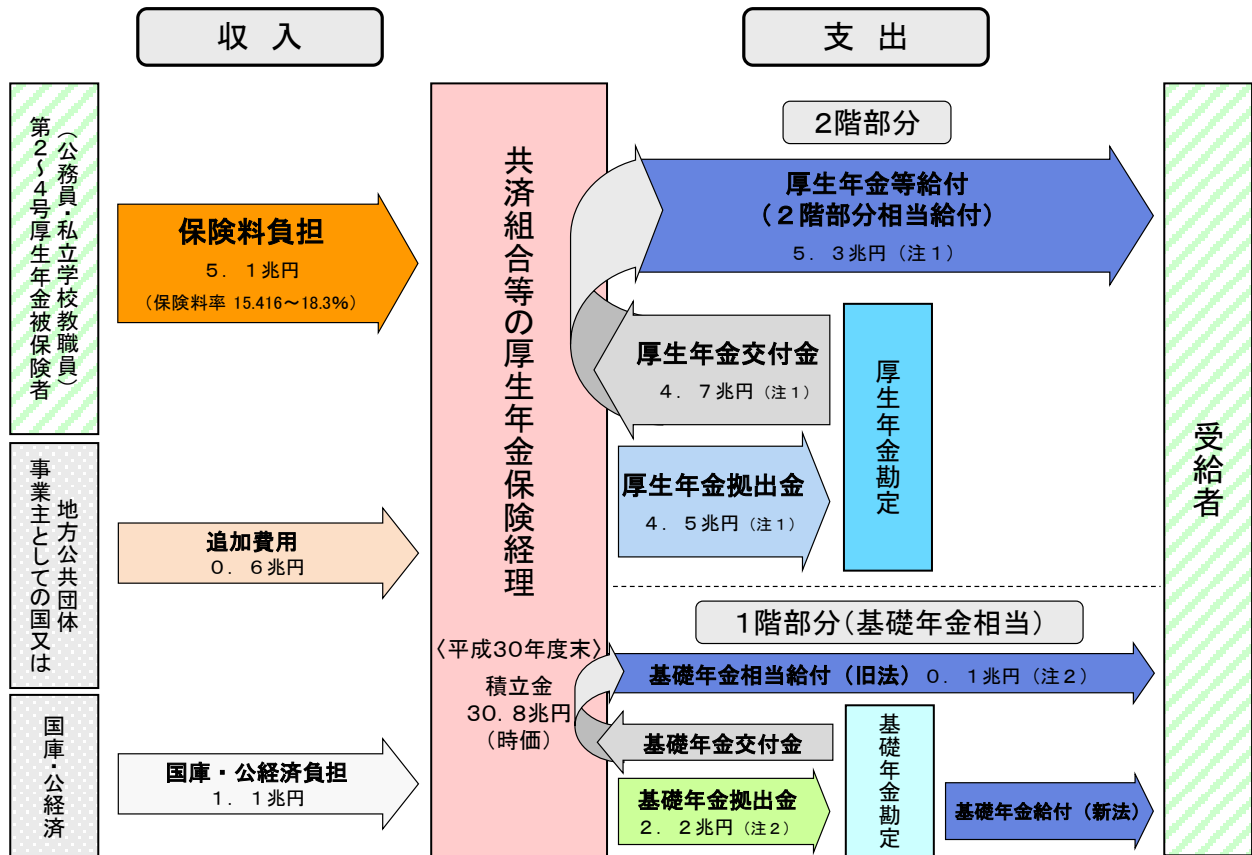 収 入
支 出
第2～4号厚生年金被保険者
（公務員・私立学校教職員）
保険料負担
5．1兆円
（保険料率 15.416～18.3%）
事業主としての国又は
地方公共団体
追加費用
0．6兆円
国庫・公経済
国庫・公経済負担
1．1兆円
共済組合等の厚生年金保険経理
〈平成30年度末〉
積立金
30.8兆円
（時価）
2階部分
厚生年金等給付
（２階部分相当給付）
5．3兆円（注１）
厚生年金交付金
4．7兆円（注１）
厚生年金拠出金
4．5兆円（注１）
厚生年金勘定
1階部分（基礎年金相当）
基礎年金相当給付（旧法）0．1兆円（注２）
基礎年金交付金
基礎年金拠出金
2．2兆円（注２）
基礎年金勘定
基礎年金給付（新法）
受給者